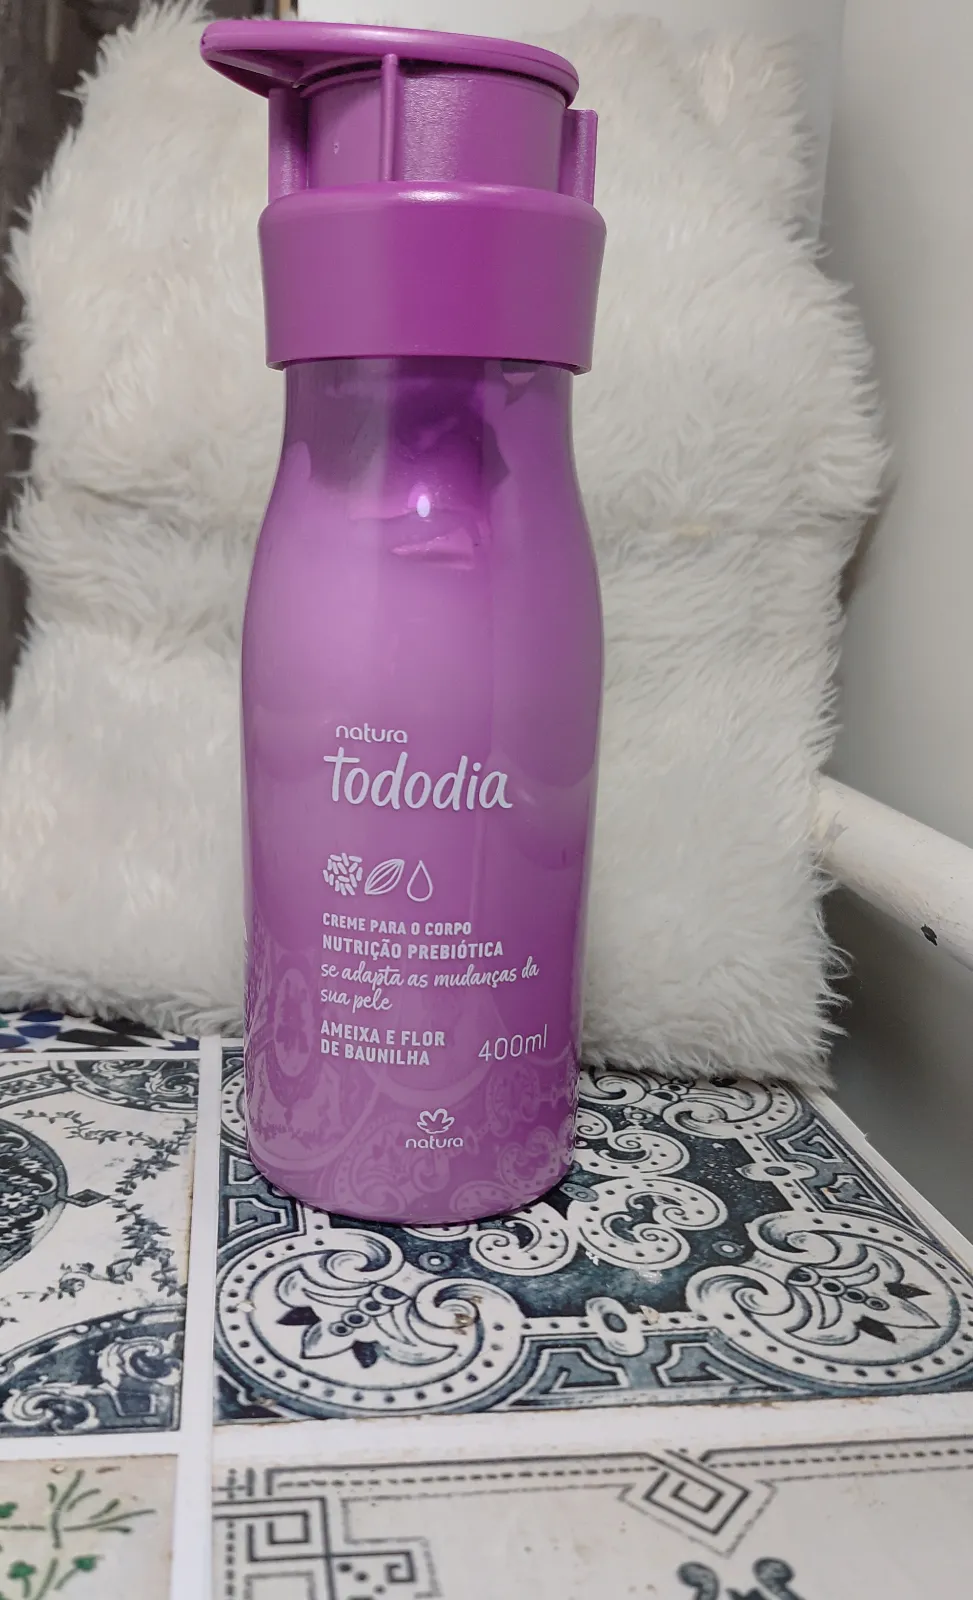 natura
tododia
CREME PARA O CORPO
NUTRIÇÃO PREBIÓTICA
se adapta as mudanças da
sua pele
AMEIXA E FLOR
DE BAUNILHA
400ml
natura